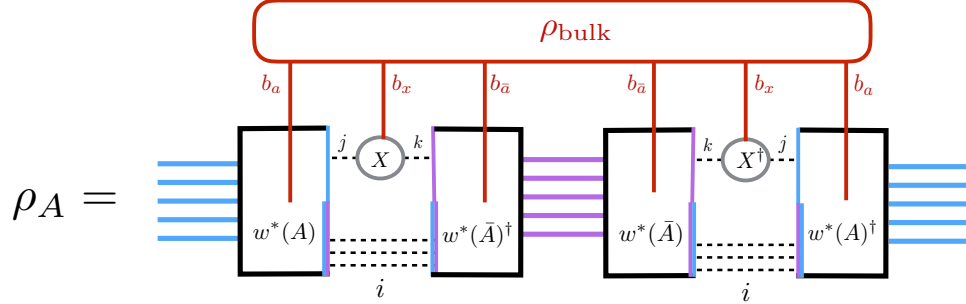 ρ_bulk
b_a b_x b_ā b_ā b_x b_a
j X k k X† j
ρ_A =
w*(A) w*(Ā)† w*(Ā) w*(A)†
i i